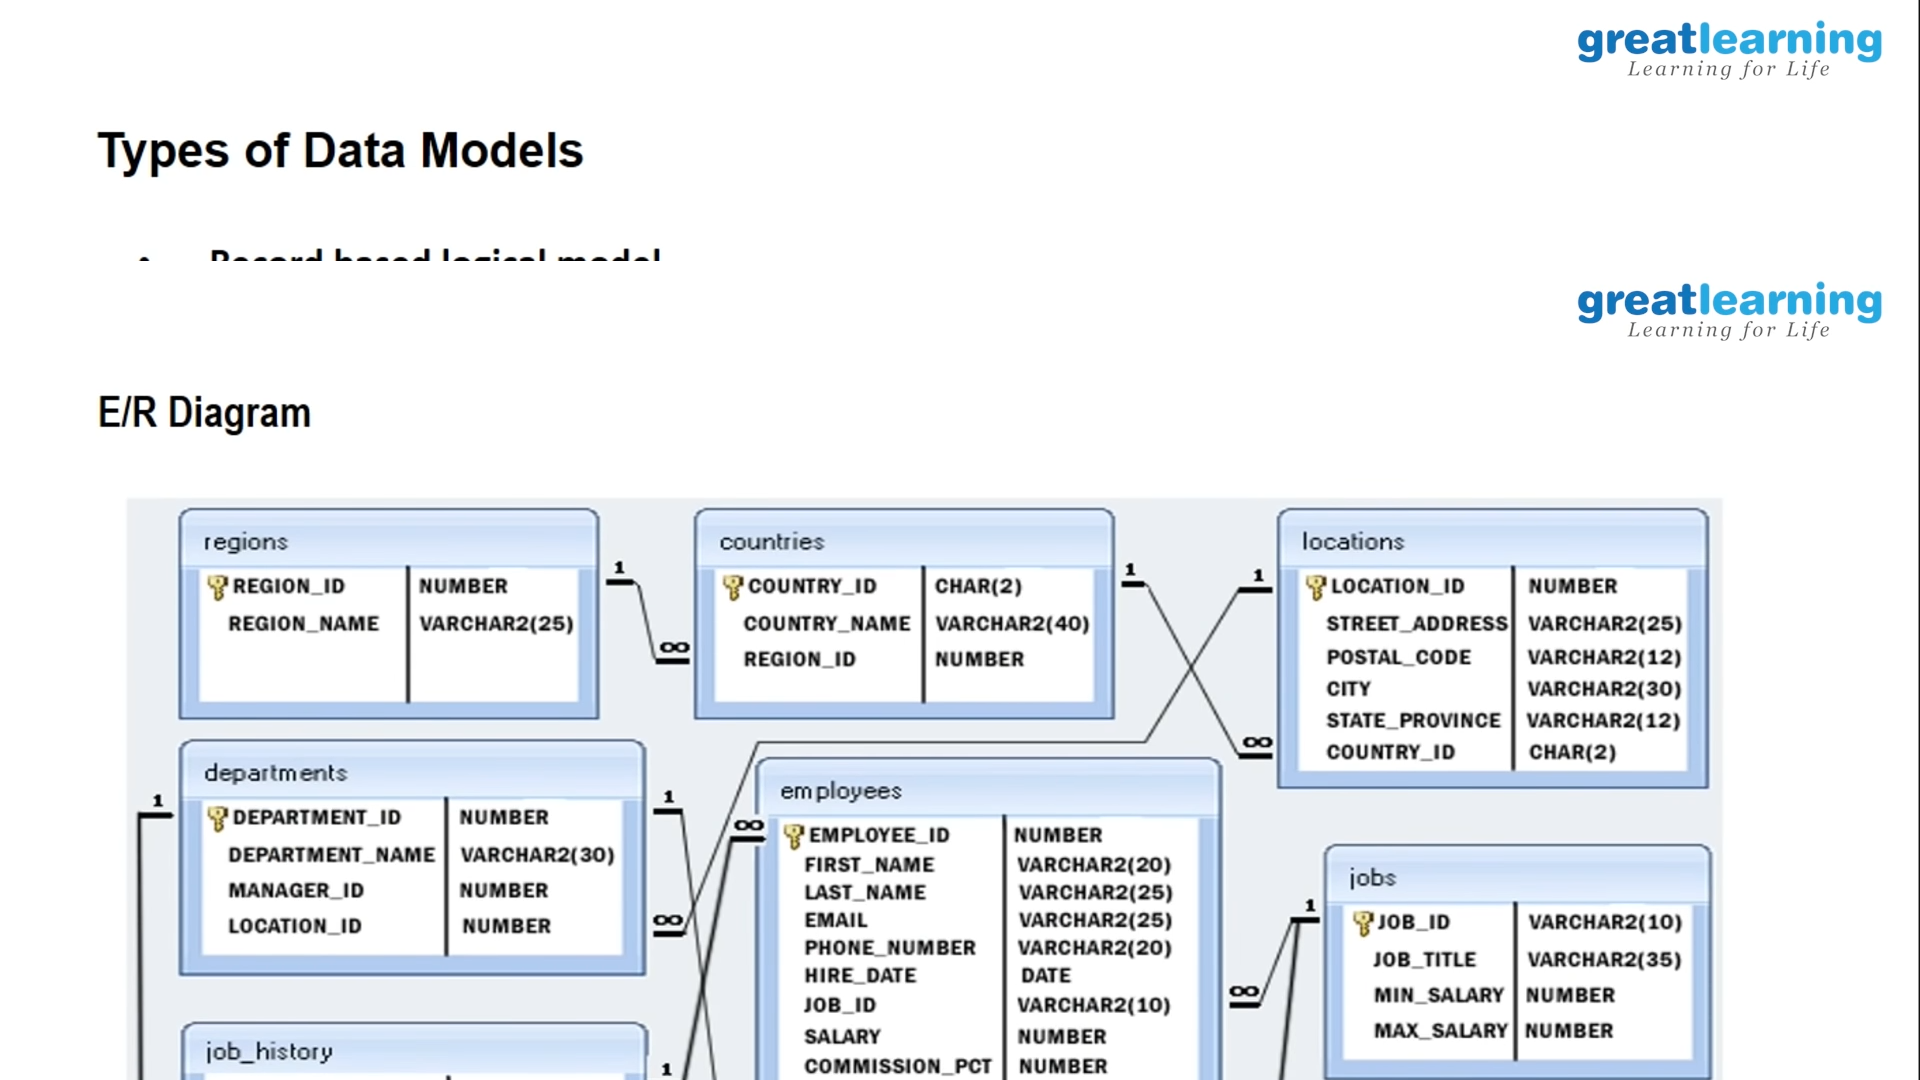 greatlearning
Learning for Life
Types of Data Models
• Record based logical model
greatlearning
Learning for Life
E/R Diagram
regions
REGION_ID NUMBER
REGION_NAME VARCHAR2(25)
1
∞
countries
COUNTRY_ID CHAR(2)
COUNTRY_NAME VARCHAR2(40)
REGION_ID NUMBER
1
∞
1
locations
LOCATION_ID NUMBER
STREET_ADDRESS VARCHAR2(25)
POSTAL_CODE VARCHAR2(12)
CITY VARCHAR2(30)
STATE_PROVINCE VARCHAR2(12)
COUNTRY_ID CHAR(2)
1
departments
DEPARTMENT_ID NUMBER
DEPARTMENT_NAME VARCHAR2(30)
MANAGER_ID NUMBER
LOCATION_ID NUMBER
1
∞
∞
employees
EMPLOYEE_ID NUMBER
FIRST_NAME VARCHAR2(20)
LAST_NAME VARCHAR2(25)
EMAIL VARCHAR2(25)
PHONE_NUMBER VARCHAR2(20)
HIRE_DATE DATE
JOB_ID VARCHAR2(10)
SALARY NUMBER
COMMISSION_PCT NUMBER
∞
1
jobs
JOB_ID VARCHAR2(10)
JOB_TITLE VARCHAR2(35)
MIN_SALARY NUMBER
MAX_SALARY NUMBER
job_history
1